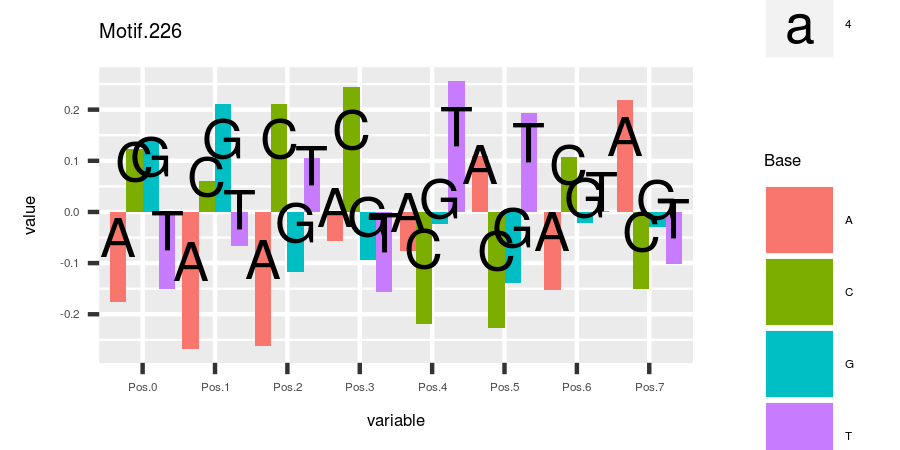 Motif.226
a 4
value
0.2
0.1
0.0
-0.1
-0.2
A C G T A C G T A C G T A C G T A C G T A C G T A C G T A C G T
Pos.0 Pos.1 Pos.2 Pos.3 Pos.4 Pos.5 Pos.6 Pos.7
variable
Base
A
C
G
T